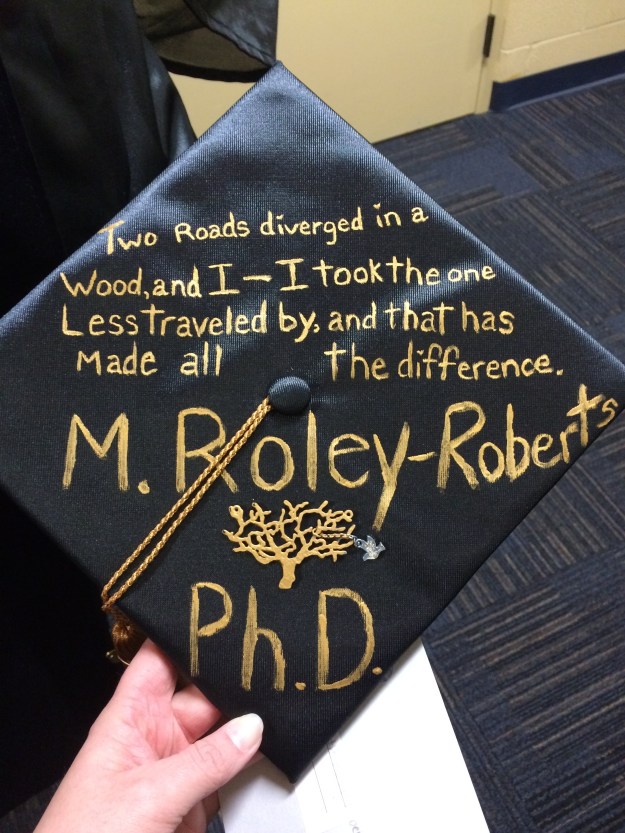 Two Roads diverged in a
Wood, and I – I took the one
Less traveled by, and that has
Made all the difference.
M. Roley-Roberts
Ph.D.